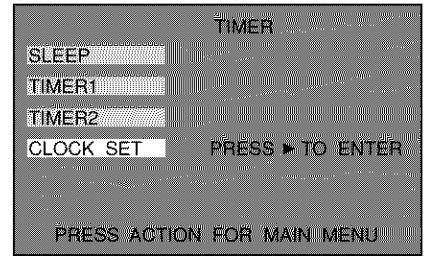 TIMER
SLEEP
TIMER1
TIMER2
CLOCK SET PRESS ► TO ENTER
PRESS ACTION FOR MAIN MENU